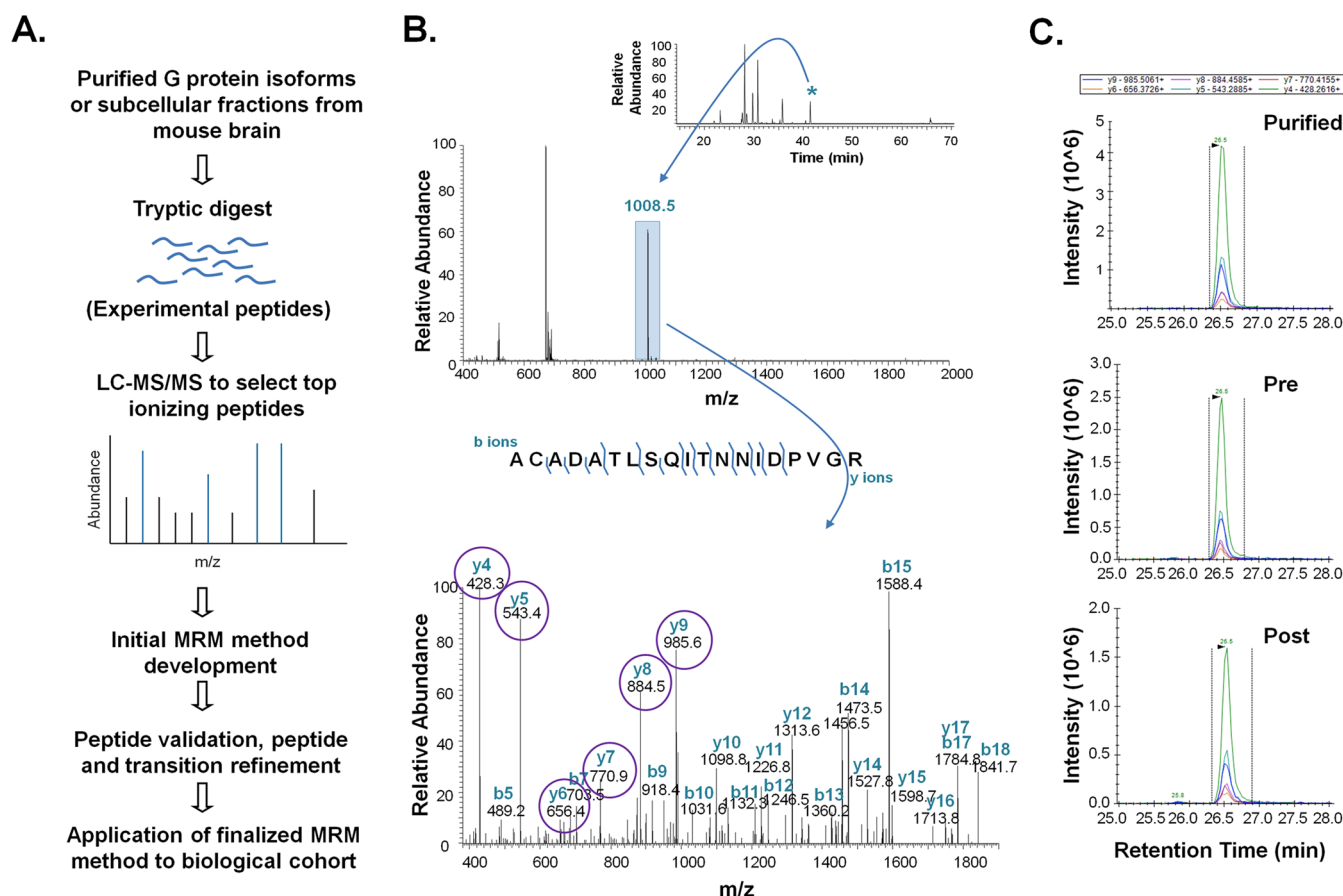 A.
Purified G protein isoforms
or subcellular fractions from
mouse brain
Tryptic digest
(Experimental peptides)
LC-MS/MS to select top
ionizing peptides
Abundance
m/z
Initial MRM method
development
Peptide validation, peptide
and transition refinement
Application of finalized MRM
method to biological cohort
B.
Relative
Abundance
100
80
60
40
20
*
20 30 40 50 60 70
Time (min)
Relative Abundance
100
80
60
40
20
0
1008.5
400 600 800 1000 1200 1400 1600 1800 2000
m/z
b ions
A C A D A T L S Q I T N N I D P V G R
y ions
Relative Abundance
100
80
60
40
20
0
y4
428.3
y5
543.4
b5
489.2
y6
656.4
b7
703.5
y7
770.9
y8
884.5
b9
918.4
y9
985.6
b10
1031.6
y10
1098.8
b11
1132.3
y11
1226.8
b12
1246.5
y12
1313.6
b13
1360.2
b14
1473.5
1456.5
y14
1527.8
b15
1588.4
y15
1598.7
y16
1713.8
y17
b17
1784.8
b18
1841.7
400 600 800 1000 1200 1400 1600 1800
m/z
C.
y9 - 985.5061+ y8 - 884.4585+ y7 - 770.4155+
y6 - 656.3726+ y5 - 543.2885+ y4 - 428.2616+
Purified
Intensity (10^6)
5
4
3
2
1
26.5
25.0 25.5 26.0 26.5 27.0 27.5 28.0
Pre
Intensity (10^6)
3.0
2.5
2.0
1.5
1.0
0.5
0.0
25.0 25.5 26.0 26.5 27.0 27.5 28.0
Post
Intensity (10^6)
2.0
1.5
1.0
0.5
0.0
26.5
25.8
25.0 25.5 26.0 26.5 27.0 27.5 28.0
Retention Time (min)